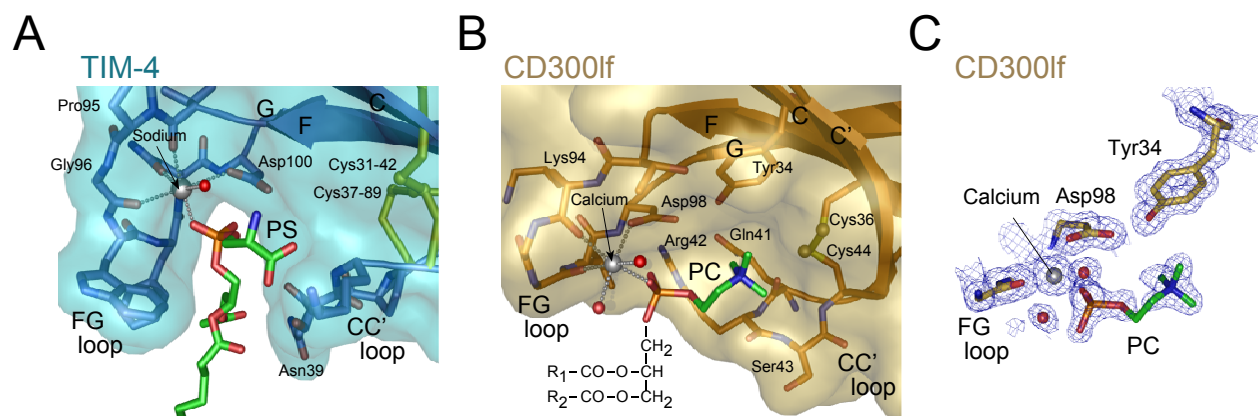 A
TIM-4
Pro95
Sodium
Gly96
G
F
C
Asp100
Cys31-42
Cys37-89
PS
FG
loop
Asn39
CC'
loop
B
CD300lf
Lys94
F
G
C
C'
Tyr34
Calcium
Asp98
Cys36
Arg42
Gln41
Cys44
PC
FG
loop
CH2
R1—CO—O—CH
R2—CO—O—CH2
Ser43
CC'
loop
C
CD300lf
Tyr34
Calcium
Asp98
FG
loop
PC